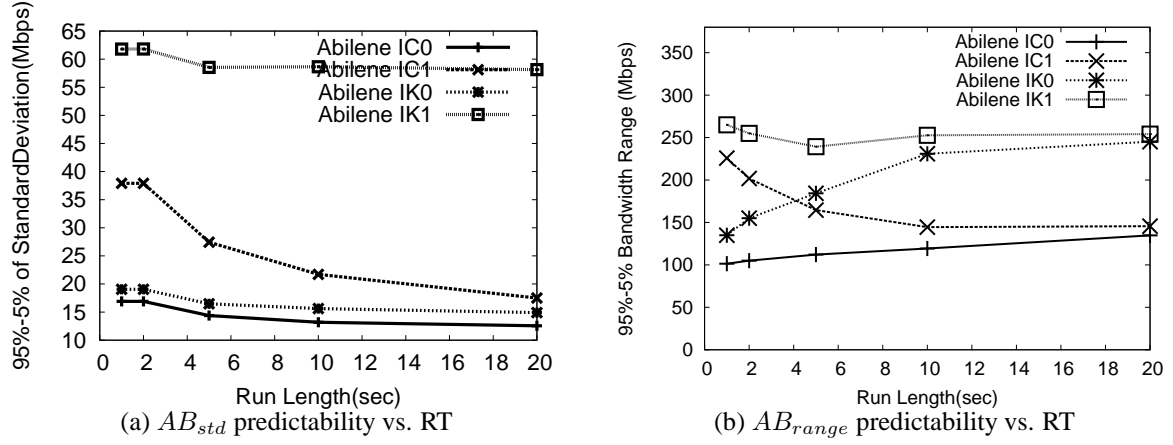 95%-5% of StandardDeviation(Mbps)
65
60
55
50
45
40
35
30
25
20
15
10
Abilene IC0
Abilene IC1
Abilene IK0
Abilene IK1
0 2 4 6 8 10 12 14 16 18 20
Run Length(sec)
(a) AB_std predictability vs. RT
95%-5% Bandwidth Range (Mbps)
350
300
250
200
150
100
50
0
Abilene IC0
Abilene IC1
Abilene IK0
Abilene IK1
0 2 4 6 8 10 12 14 16 18 20
Run Length(sec)
(b) AB_range predictability vs. RT